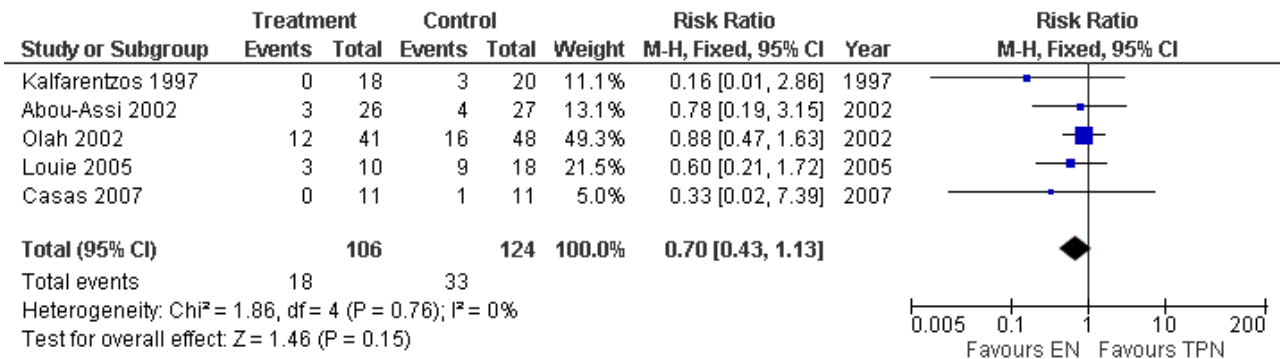 Treatment Control Risk Ratio Risk Ratio
Study or Subgroup Events Total Events Total Weight M-H, Fixed, 95% CI Year M-H, Fixed, 95% CI
Kalfarentzos 1997 0 18 3 20 11.1% 0.16 [0.01, 2.86] 1997
Abou-Assi 2002 3 26 4 27 13.1% 0.78 [0.19, 3.15] 2002
Olah 2002 12 41 16 48 49.3% 0.88 [0.47, 1.63] 2002
Louie 2005 3 10 9 18 21.5% 0.60 [0.21, 1.72] 2005
Casas 2007 0 11 1 11 5.0% 0.33 [0.02, 7.39] 2007
Total (95% CI) 106 124 100.0% 0.70 [0.43, 1.13]
Total events 18 33
Heterogeneity: Chi² = 1.86, df = 4 (P = 0.76); I² = 0%
Test for overall effect: Z = 1.46 (P = 0.15)
0.005 0.1 1 10 200
Favours EN Favours TPN